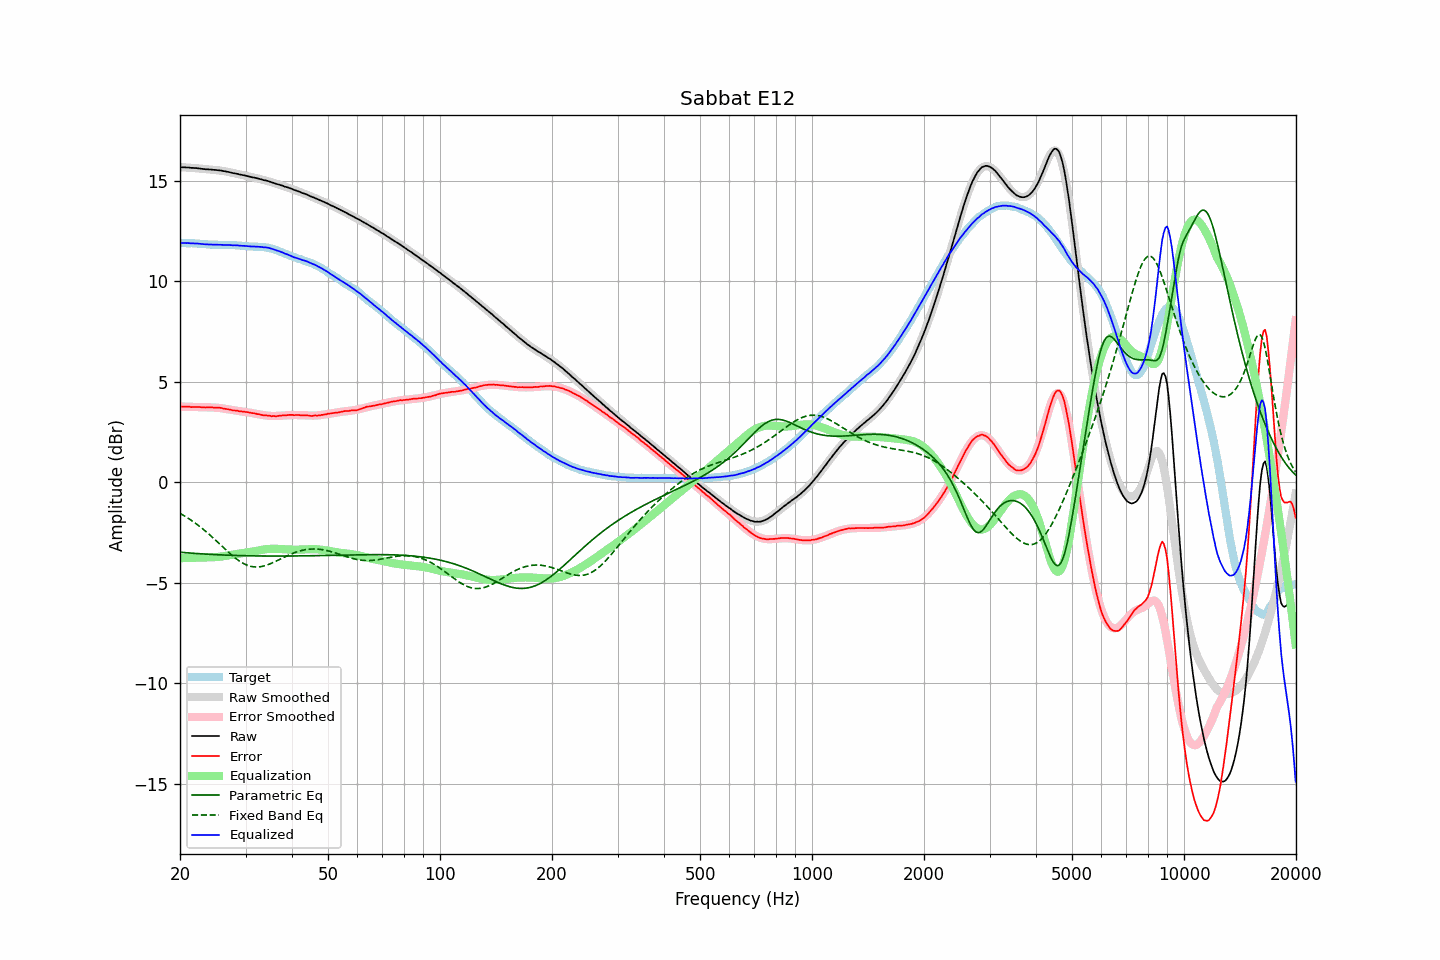 Sabbat E12
Amplitude (dBr)
15
10
5
0
−5
−10
−15
Target
Raw Smoothed
Error Smoothed
Raw
Error
Equalization
Parametric Eq
Fixed Band Eq
Equalized
20 50 100 200 500 1000 2000 5000 10000 20000
Frequency (Hz)